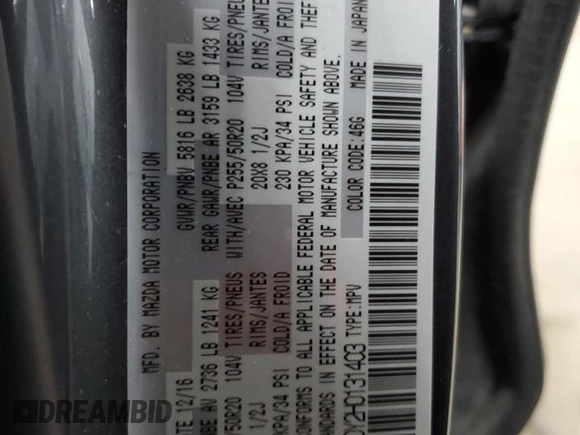 MFD. BY MAZDA MOTOR CORPORATION
TE 12/16 GVWR/PNBV 5816 LB 2638 KG
AV 2736 LB 1241 KG REAR GAWR/PNBE AR 3159 LB 1433 KG
/50R20 104V TIRES/PNEUS WITH/AVEC P255/50R20 104V TIRES/PNEU
1/2J RIMS/JANTES 20X8 1/2J RIMS/JANTES
KPA/34 PSI COLD/A FROID 230 KPA/34 PSI COLD/A FROI
CONFORMS TO ALL APPLICABLE FEDERAL MOTOR VEHICLE SAFETY AND THEF
STANDARDS IN EFFECT ON THE DATE OF MANUFACTURE SHOWN ABOVE.
DY2H0131403 TYPE:MPV COLOR CODE:46G MADE IN JAPAN
RIDEGUARD